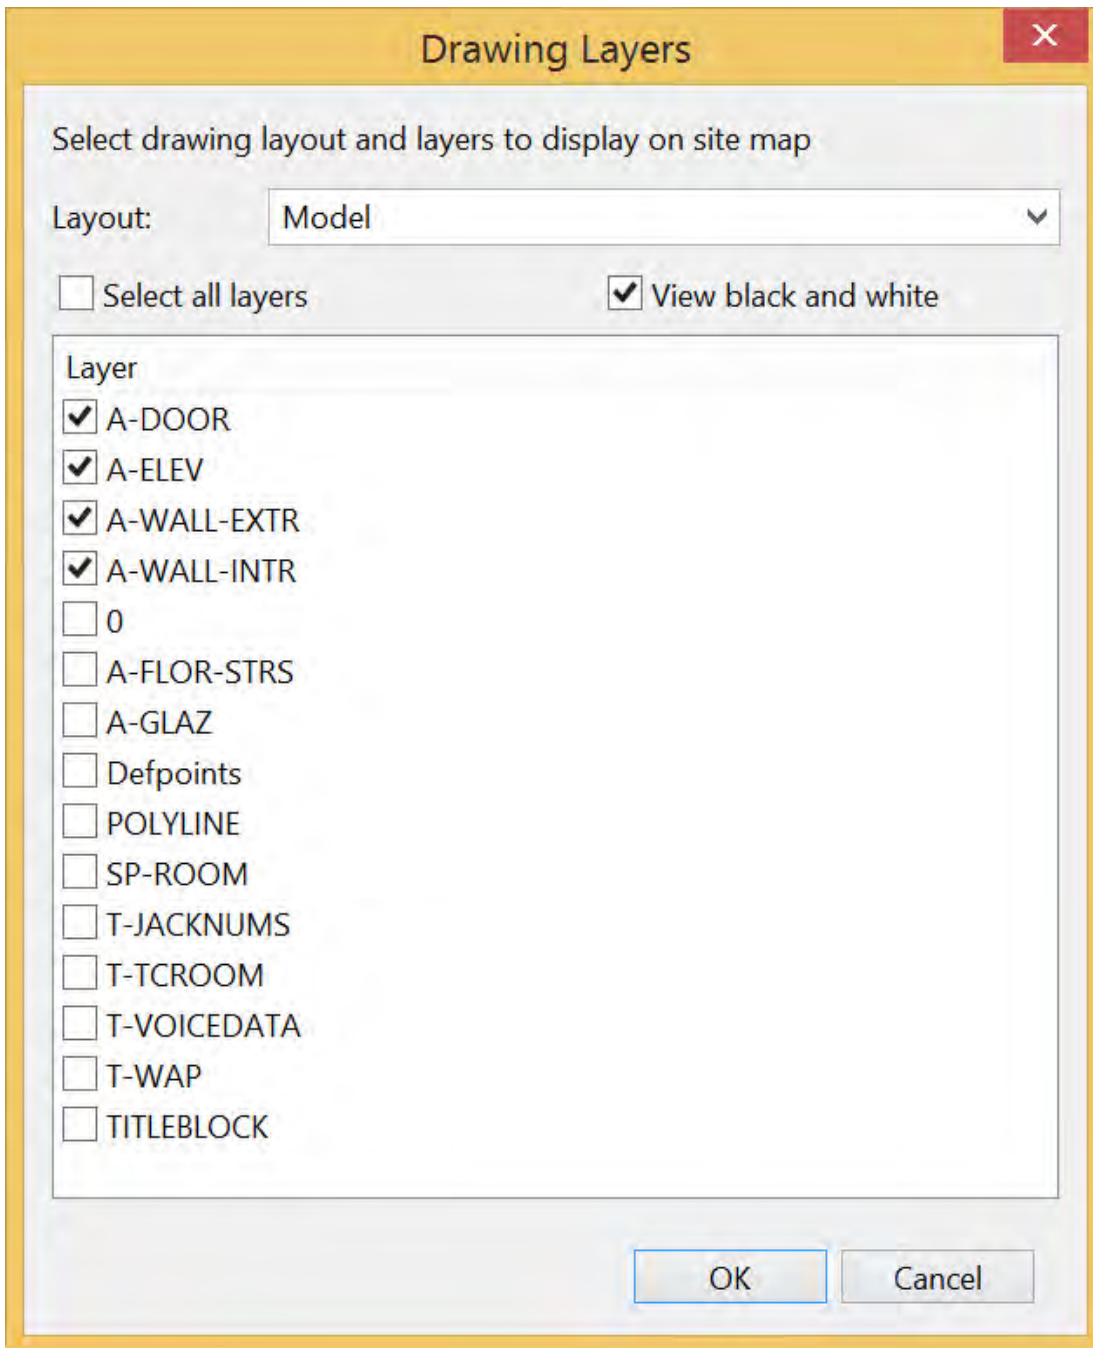 Drawing Layers
Select drawing layout and layers to display on site map
Layout: Model
Select all layers View black and white
Layer
A-DOOR
A-ELEV
A-WALL-EXTR
A-WALL-INTR
0
A-FLOR-STRS
A-GLAZ
Defpoints
POLYLINE
SP-ROOM
T-JACKNUMS
T-TCROOM
T-VOICEDATA
T-WAP
TITLEBLOCK
OK Cancel